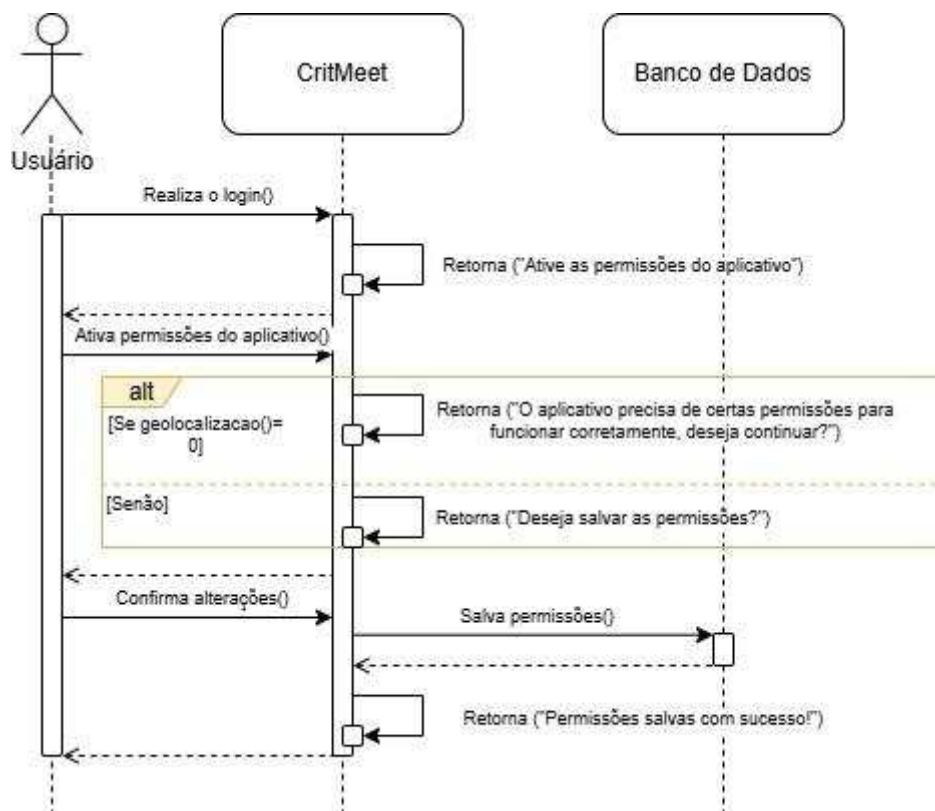 CritMeet
Banco de Dados
Usuário
Realiza o login()
Retorna ("Ative as permissões do aplicativo")
Ativa permissões do aplicativo()
alt
[Se geolocalizacao()=
0]
Retorna ("O aplicativo precisa de certas permissões para
funcionar corretamente, deseja continuar?")
[Senão]
Retorna ("Deseja salvar as permissões?")
Confirma alterações()
Salva permissões()
Retorna ("Permissões salvas com sucesso!")